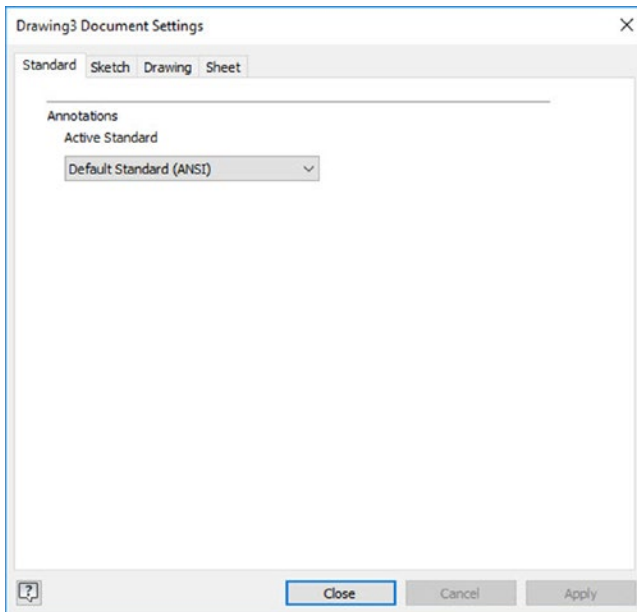 Drawing3 Document Settings
Standard Sketch Drawing Sheet
Annotations
Active Standard
Default Standard (ANSI)
?
Close Cancel Apply